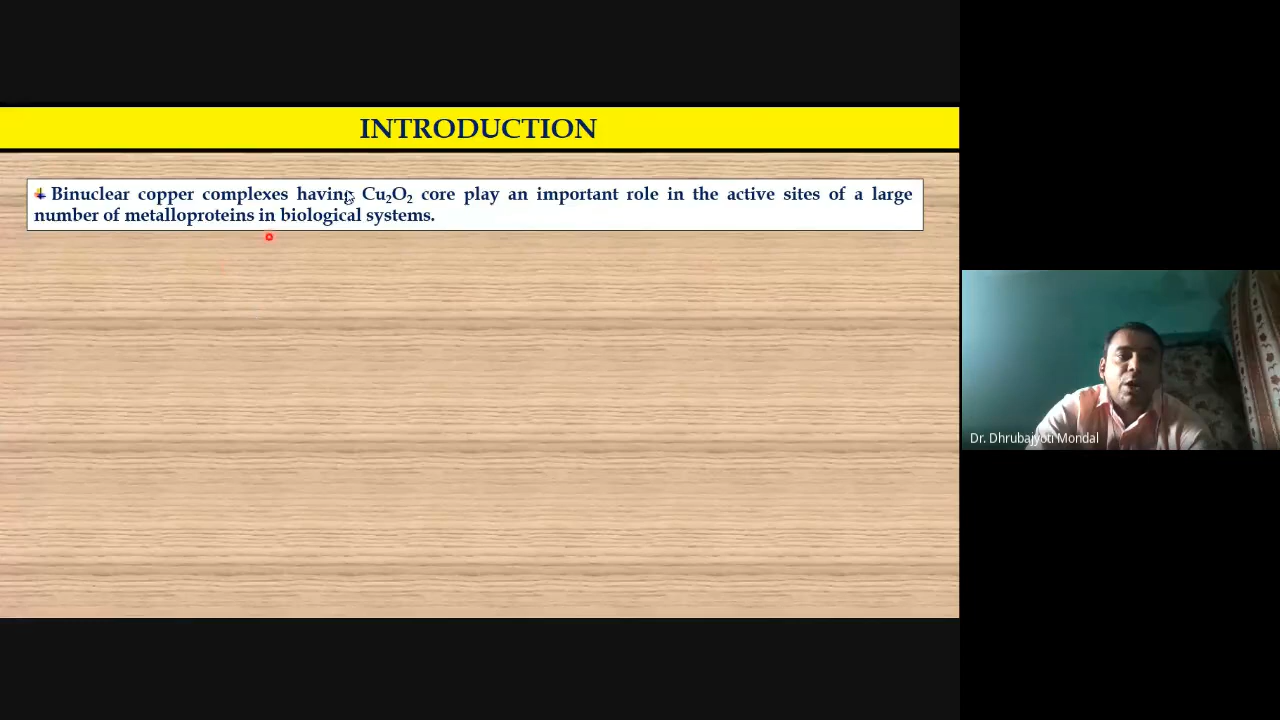 INTRODUCTION
Binuclear copper complexes having Cu₂O₂ core play an important role in the active sites of a large
number of metalloproteins in biological systems.
Dr. Dhrubajyoti Mondal